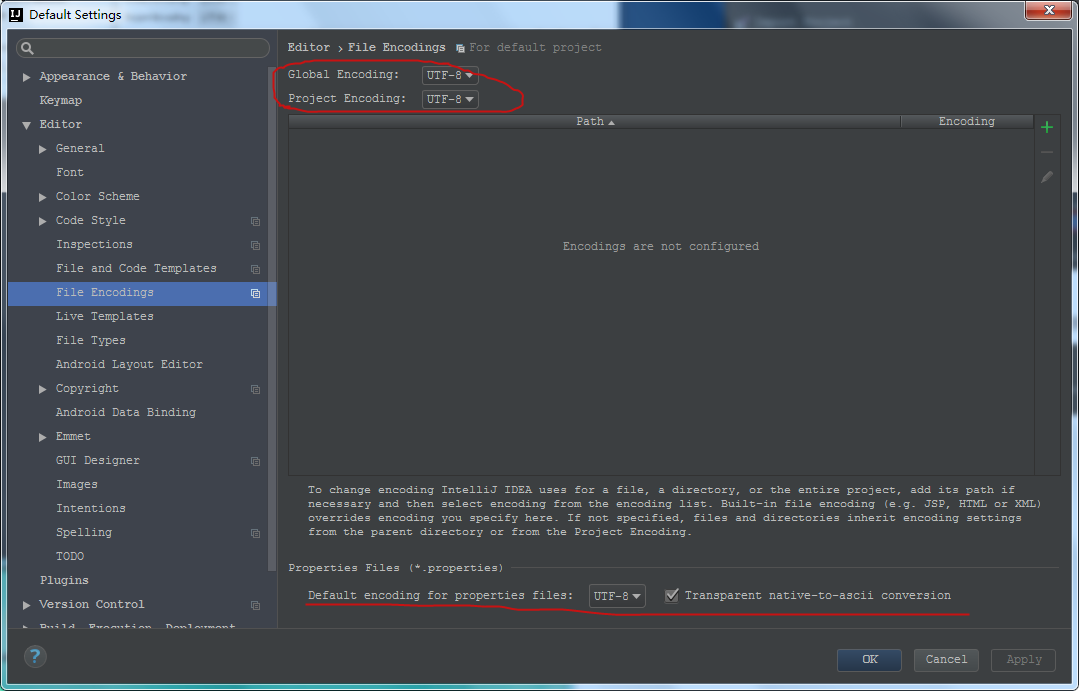 Default Settings
Editor › File Encodings For default project
Appearance & Behavior
Keymap
Editor
General
Font
Color Scheme
Code Style
Inspections
File and Code Templates
File Encodings
Live Templates
File Types
Android Layout Editor
Copyright
Android Data Binding
Emmet
GUI Designer
Images
Intentions
Spelling
TODO
Plugins
Version Control
Build, Execution, Deployment
Global Encoding: UTF-8
Project Encoding: UTF-8
Path Encoding
Encodings are not configured
To change encoding IntelliJ IDEA uses for a file, a directory, or the entire project, add its path if
necessary and then select encoding from the encoding list. Built-in file encoding (e.g. JSP, HTML or XML)
overrides encoding you specify here. If not specified, files and directories inherit encoding settings
from the parent directory or from the Project Encoding.
Properties Files (*.properties)
Default encoding for properties files: UTF-8 Transparent native-to-ascii conversion
? OK Cancel Apply